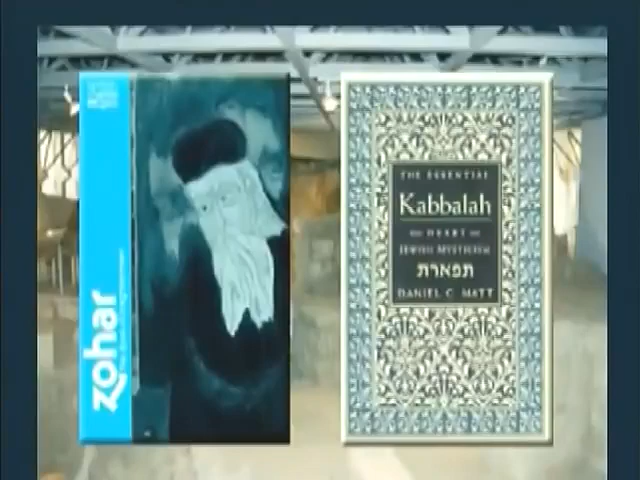 zohar
THE ESSENTIAL
Kabbalah
THE HEART OF
JEWISH MYSTICISM
תפארת
DANIEL C. MATT